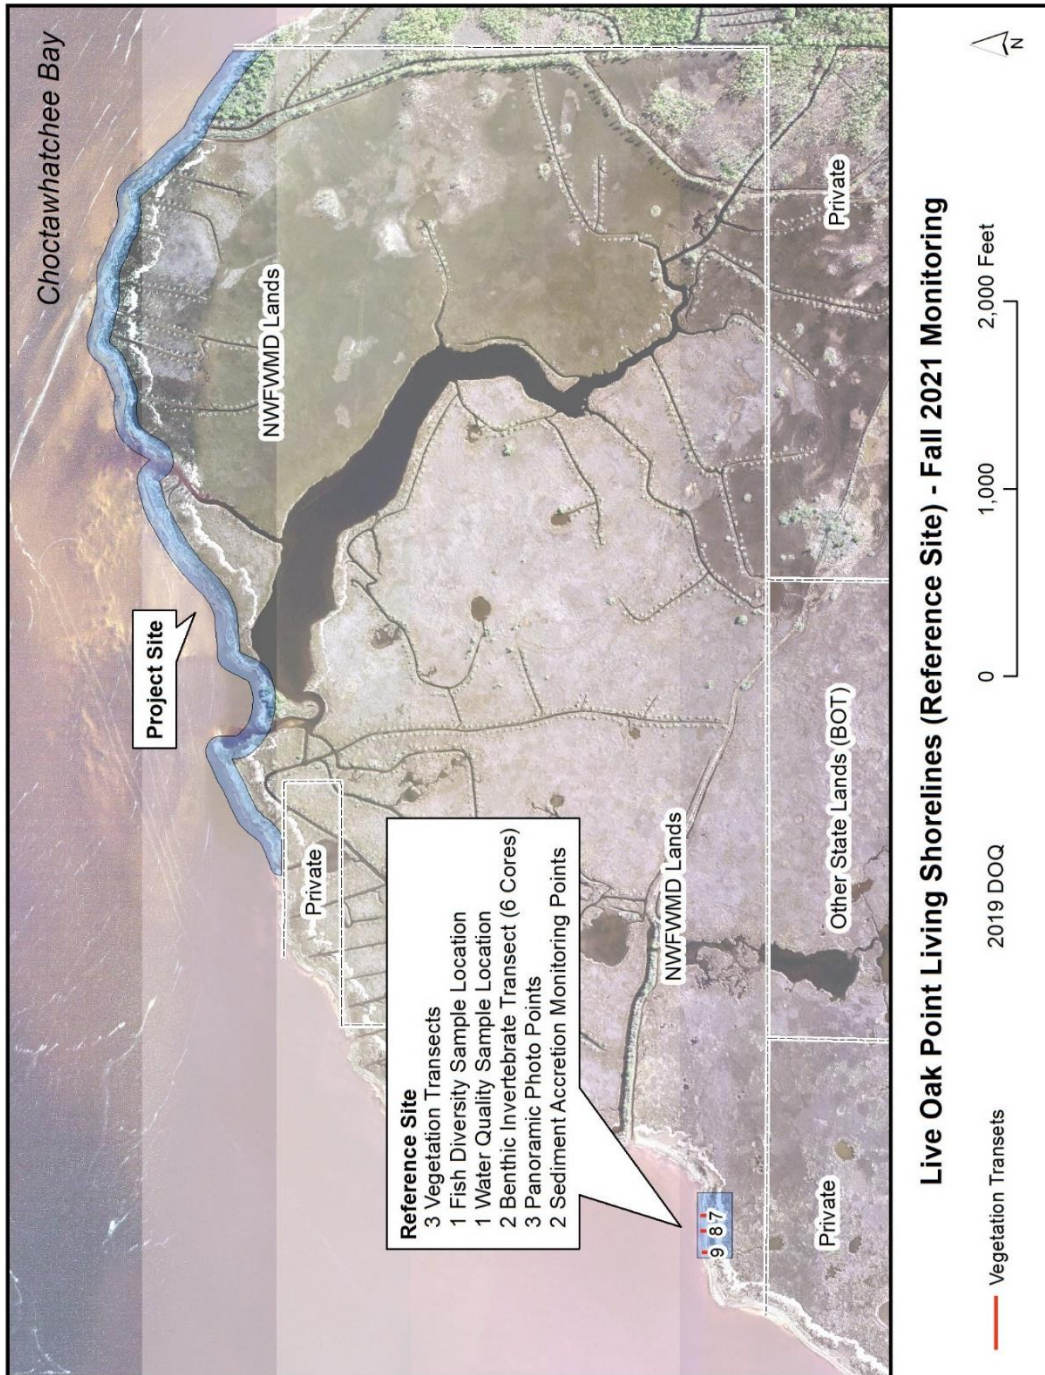 Choctawhatchee Bay
Project Site
NWFWMD Lands
Private
Reference Site
3 Vegetation Transects
1 Fish Diversity Sample Location
1 Water Quality Sample Location
2 Benthic Invertebrate Transect (6 Cores)
3 Panoramic Photo Points
2 Sediment Accretion Monitoring Points
NWFWMD Lands
9 8 7
Private
Other State Lands (BOT)
Private
Live Oak Point Living Shorelines (Reference Site) - Fall 2021 Monitoring
Vegetation Transets
2019 DOQ
0 1,000 2,000 Feet
N